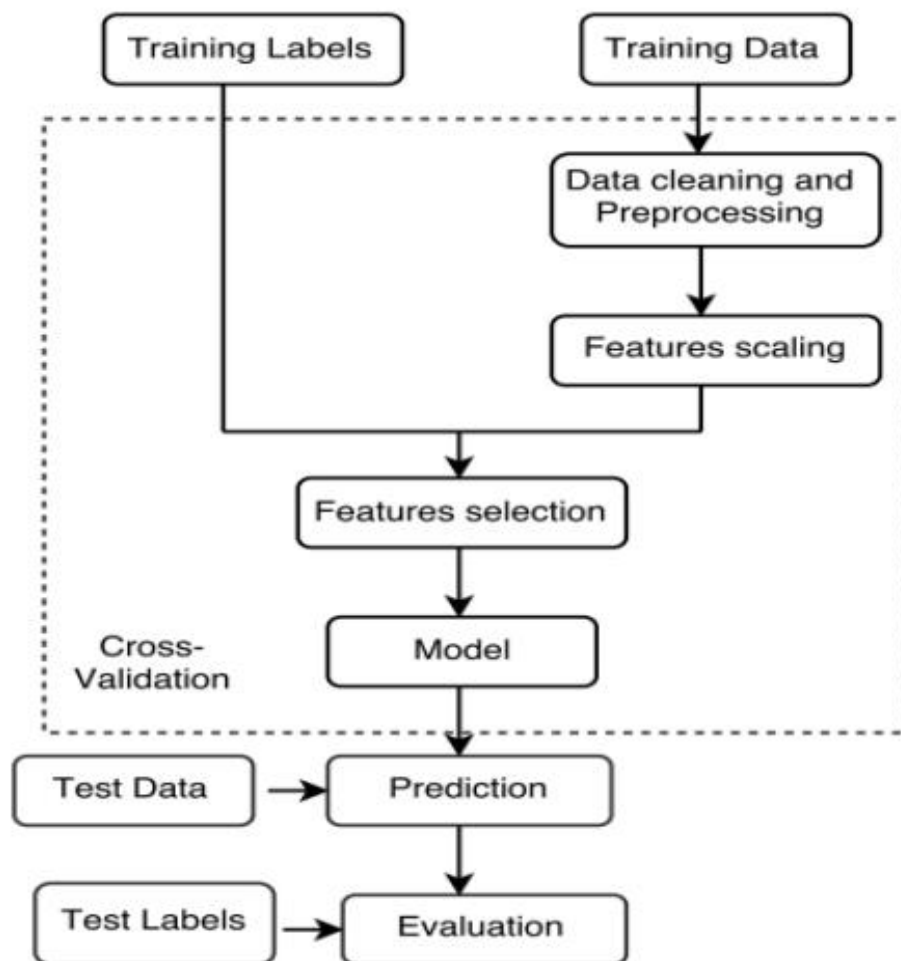 Training Labels
Training Data
Data cleaning and
Preprocessing
Features scaling
Features selection
Model
Cross-
Validation
Test Data
Prediction
Test Labels
Evaluation